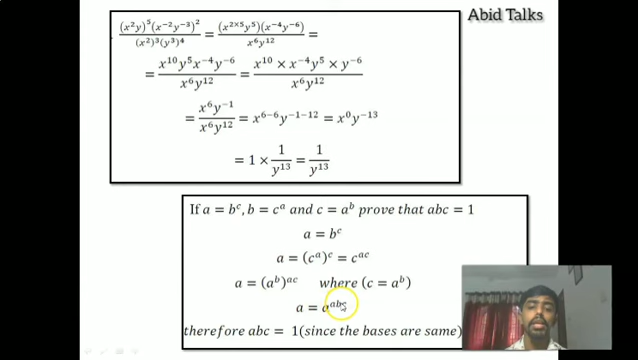 Abid Talks
(x²y)⁵(x⁻²y⁻³)² / (x²)³(y³)⁴ = (x²ˣ⁵y⁵)(x⁻⁴y⁻⁶) / x⁶y¹² =
= x¹⁰y⁵x⁻⁴y⁻⁶ / x⁶y¹² = x¹⁰ × x⁻⁴y⁵ × y⁻⁶ / x⁶y¹²
= x⁶y⁻¹ / x⁶y¹² = x⁶⁻⁶y⁻¹⁻¹² = x⁰y⁻¹³
= 1 × 1/y¹³ = 1/y¹³
If a = bᶜ, b = cᵃ and c = aᵇ prove that abc = 1
a = bᶜ
a = (cᵃ)ᶜ = cᵃᶜ
a = (aᵇ)ᵃᶜ where (c = aᵇ)
a = aᵃᵇᶜ
therefore abc = 1(since the bases are same)